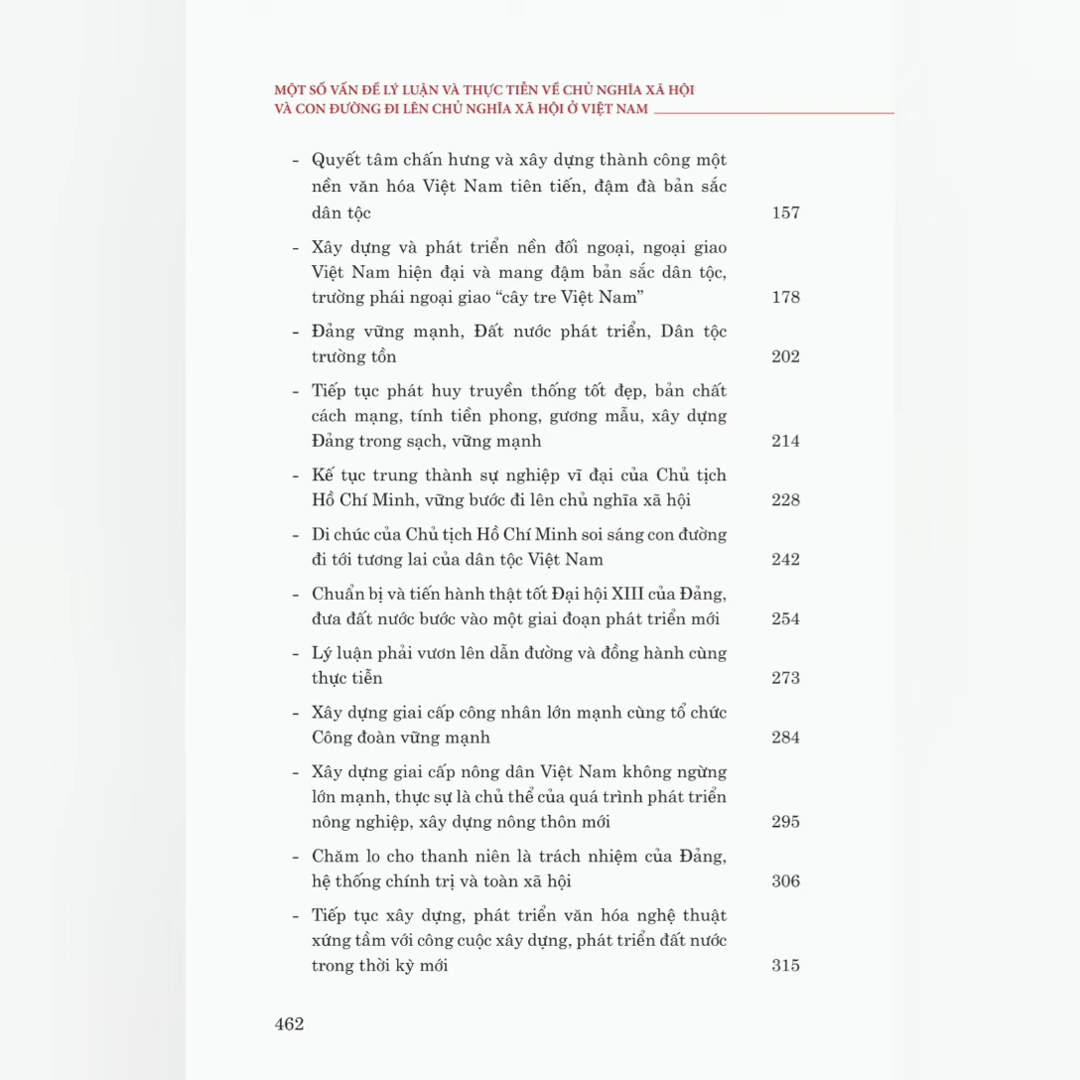 MỘT SỐ VẤN ĐỀ LÝ LUẬN VÀ THỰC TIỄN VỀ CHỦ NGHĨA XÃ HỘI
VÀ CON ĐƯỜNG ĐI LÊN CHỦ NGHĨA XÃ HỘI Ở VIỆT NAM
- Quyết tâm chấn hưng và xây dựng thành công một
nền văn hóa Việt Nam tiên tiến, đậm đà bản sắc
dân tộc 157
- Xây dựng và phát triển nền đối ngoại, ngoại giao
Việt Nam hiện đại và mang đậm bản sắc dân tộc,
trường phái ngoại giao “cây tre Việt Nam” 178
- Đảng vững mạnh, Đất nước phát triển, Dân tộc
trường tồn 202
- Tiếp tục phát huy truyền thống tốt đẹp, bản chất
cách mạng, tính tiền phong, gương mẫu, xây dựng
Đảng trong sạch, vững mạnh 214
- Kế tục trung thành sự nghiệp vĩ đại của Chủ tịch
Hồ Chí Minh, vững bước đi lên chủ nghĩa xã hội 228
- Di chúc của Chủ tịch Hồ Chí Minh soi sáng con đường
đi tới tương lai của dân tộc Việt Nam 242
- Chuẩn bị và tiến hành thật tốt Đại hội XIII của Đảng,
đưa đất nước bước vào một giai đoạn phát triển mới 254
- Lý luận phải vươn lên dẫn đường và đồng hành cùng
thực tiễn 273
- Xây dựng giai cấp công nhân lớn mạnh cùng tổ chức
Công đoàn vững mạnh 284
- Xây dựng giai cấp nông dân Việt Nam không ngừng
lớn mạnh, thực sự là chủ thể của quá trình phát triển
nông nghiệp, xây dựng nông thôn mới 295
- Chăm lo cho thanh niên là trách nhiệm của Đảng,
hệ thống chính trị và toàn xã hội 306
- Tiếp tục xây dựng, phát triển văn hóa nghệ thuật
xứng tầm với công cuộc xây dựng, phát triển đất nước
trong thời kỳ mới 315
462